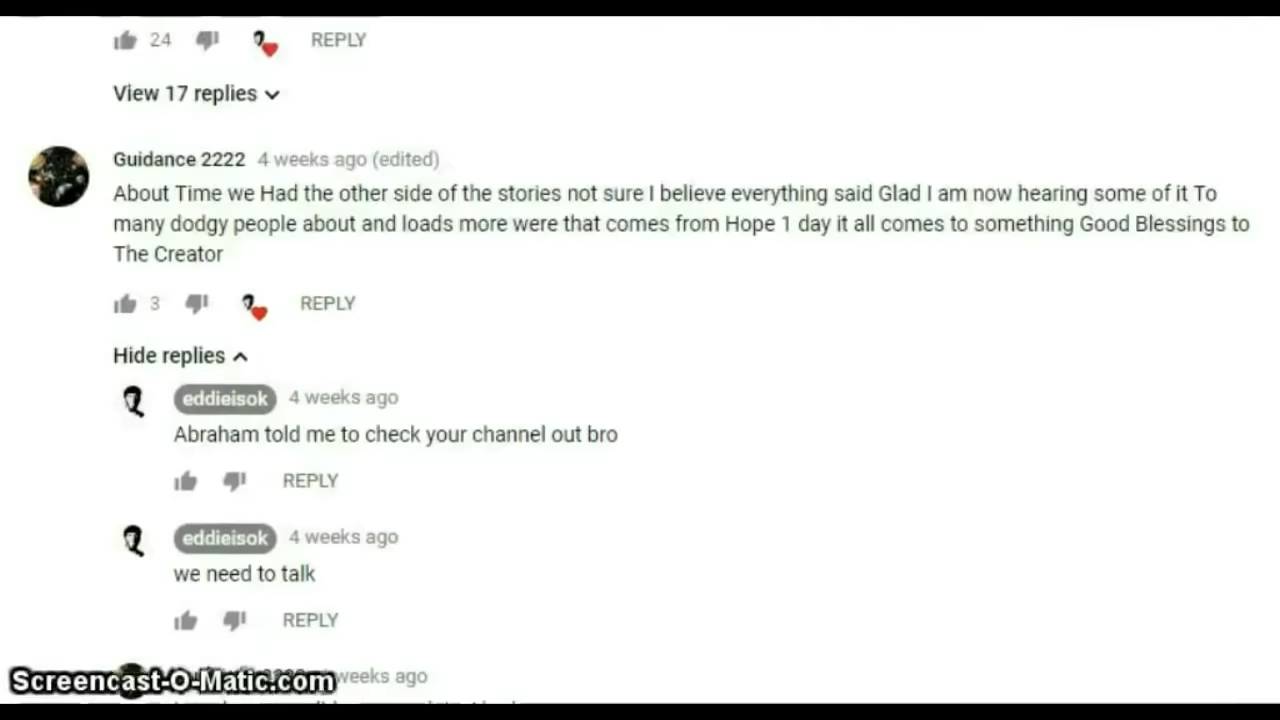 24 REPLY
View 17 replies
Guidance 2222 4 weeks ago (edited)
About Time we Had the other side of the stories not sure I believe everything said Glad I am now hearing some of it To
many dodgy people about and loads more were that comes from Hope 1 day it all comes to something Good Blessings to
The Creator
3 REPLY
Hide replies
eddieisok 4 weeks ago
Abraham told me to check your channel out bro
REPLY
eddieisok 4 weeks ago
we need to talk
REPLY
weeks ago
Screencast-O-Matic.com